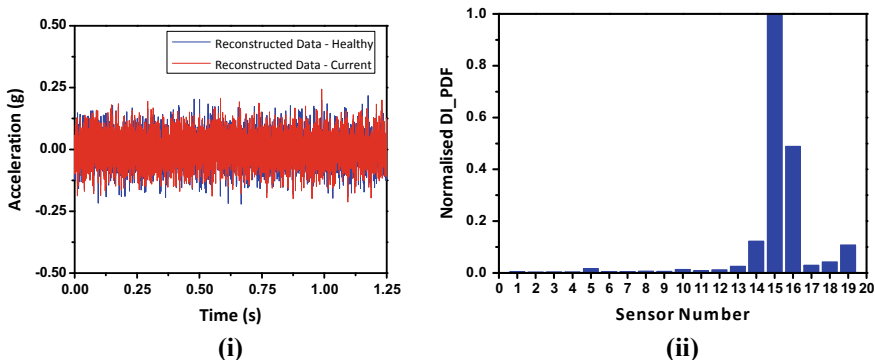 0.50
0.25
0.00
-0.25
-0.50
Acceleration (g)
Reconstructed Data - Healthy
Reconstructed Data - Current
0.00 0.25 0.50 0.75 1.00 1.25
Time (s)
(i)
1.0
0.8
0.6
0.4
0.2
0.0
Normalised DI_PDF
0 1 2 3 4 5 6 7 8 9 10 11 12 13 14 15 16 17 18 19 20
Sensor Number
(ii)